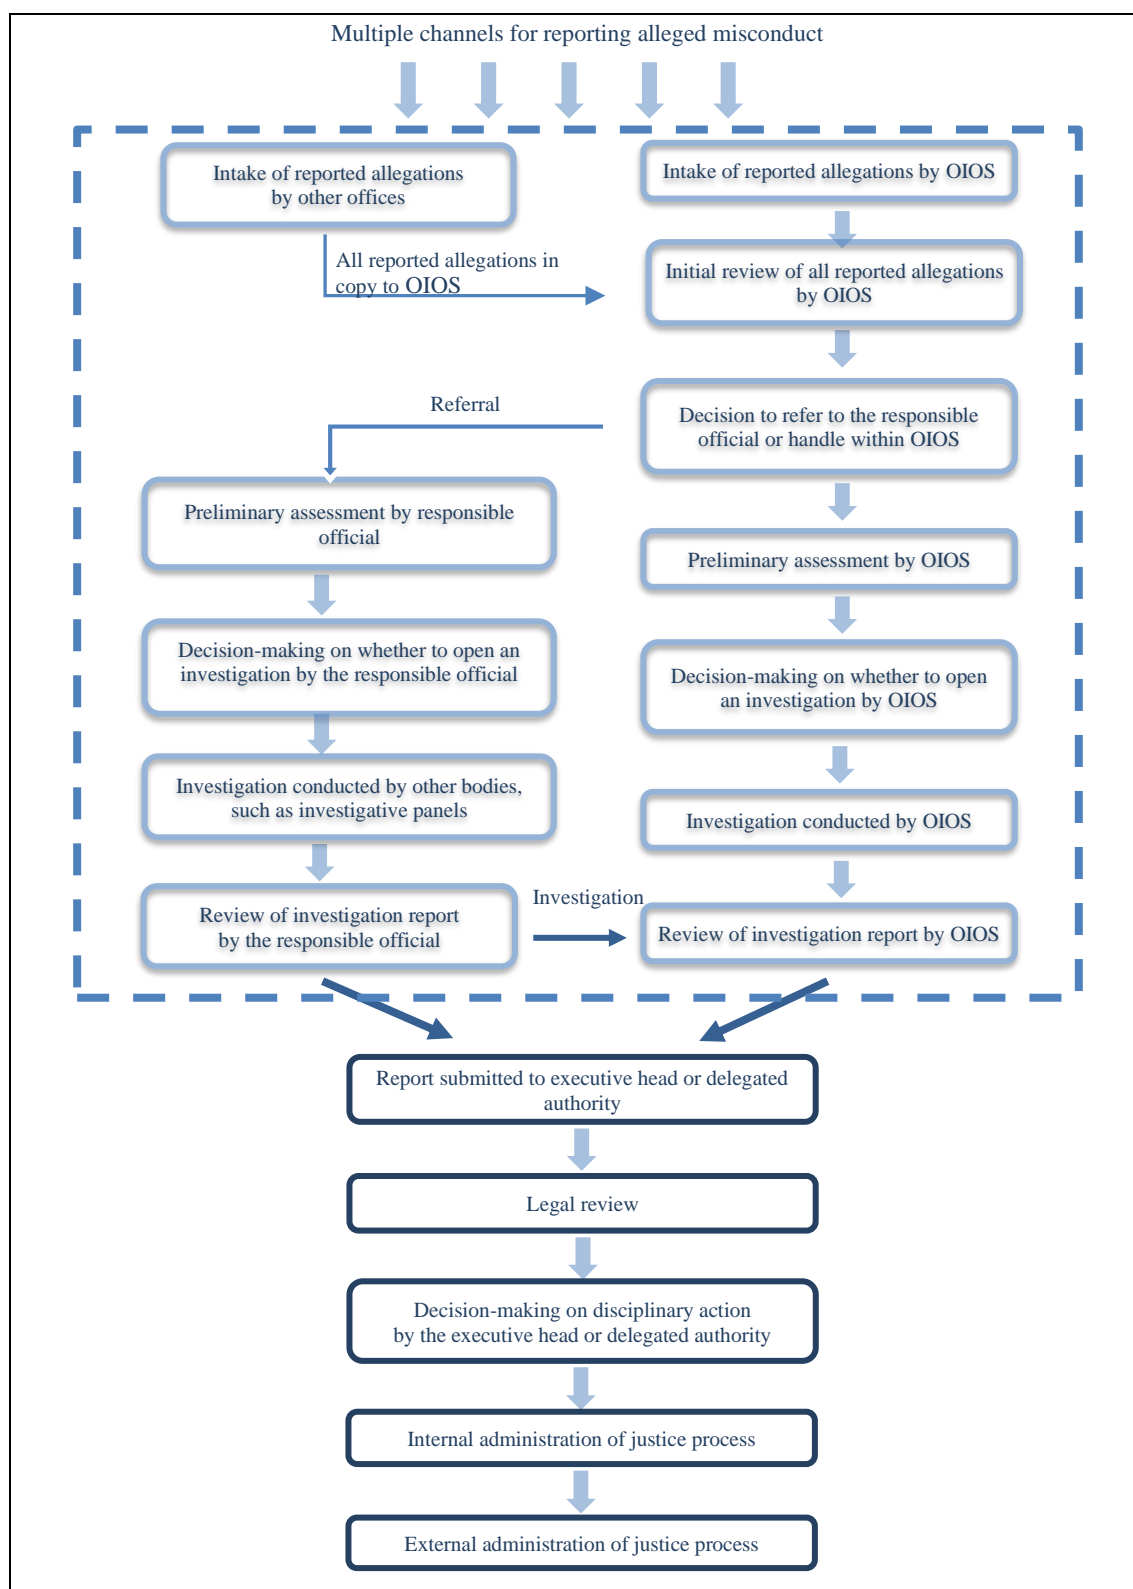 Multiple channels for reporting alleged misconduct
Intake of reported allegations
by other offices
Intake of reported allegations by OIOS
All reported allegations in
copy to OIOS
Initial review of all reported allegations
by OIOS
Referral
Decision to refer to the responsible
official or handle within OIOS
Preliminary assessment by responsible
official
Preliminary assessment by OIOS
Decision-making on whether to open an
investigation by the responsible official
Decision-making on whether to open
an investigation by OIOS
Investigation conducted by other bodies,
such as investigative panels
Investigation conducted by OIOS
Review of investigation report
by the responsible official
Investigation
Review of investigation report by OIOS
Report submitted to executive head or delegated
authority
Legal review
Decision-making on disciplinary action
by the executive head or delegated authority
Internal administration of justice process
External administration of justice process